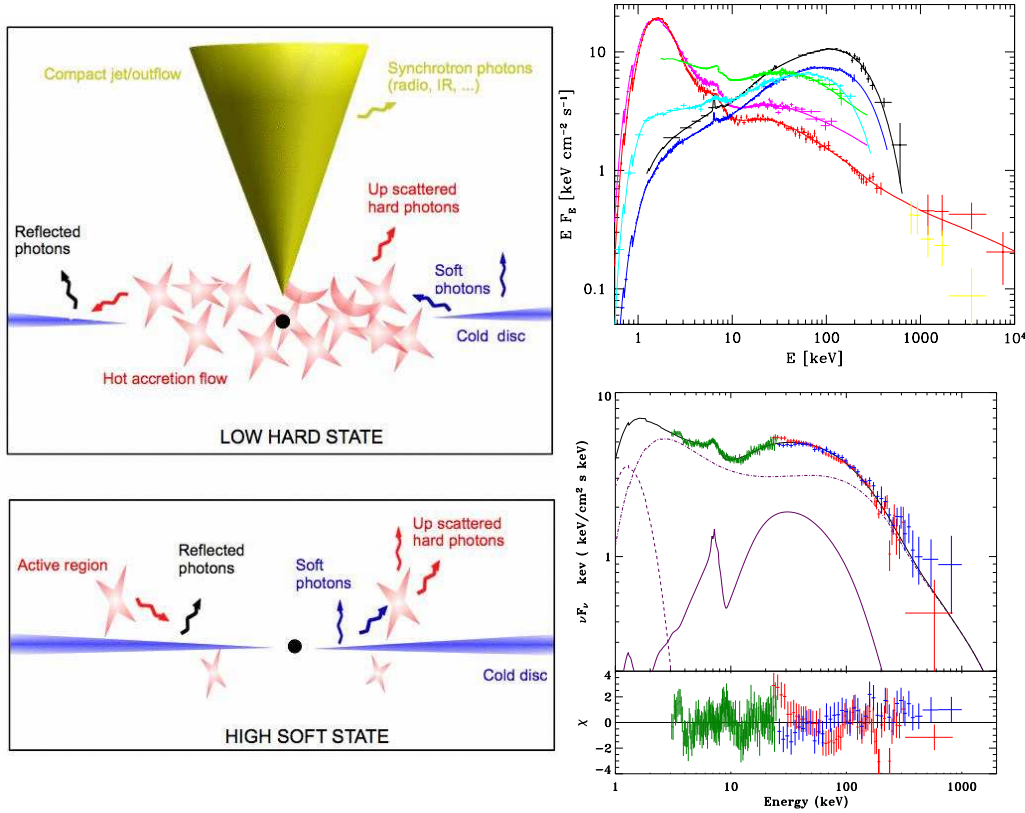 Compact jet/outflow
Synchrotron photons
(radio, IR, ...)
Up scattered
hard photons
Reflected
photons
Soft
photons
Cold disc
Hot accretion flow
LOW HARD STATE
Active region
Reflected
photons
Soft
photons
Up scattered
hard photons
Cold disc
HIGH SOFT STATE
10
1
0.1
E F_E [keV cm⁻² s⁻¹]
1
10
100
1000
10⁴
E [keV]
10
1
νF_ν keV ( keV/cm² s keV)
4
2
0
-2
-4
χ
1
10
100
1000
Energy (keV)